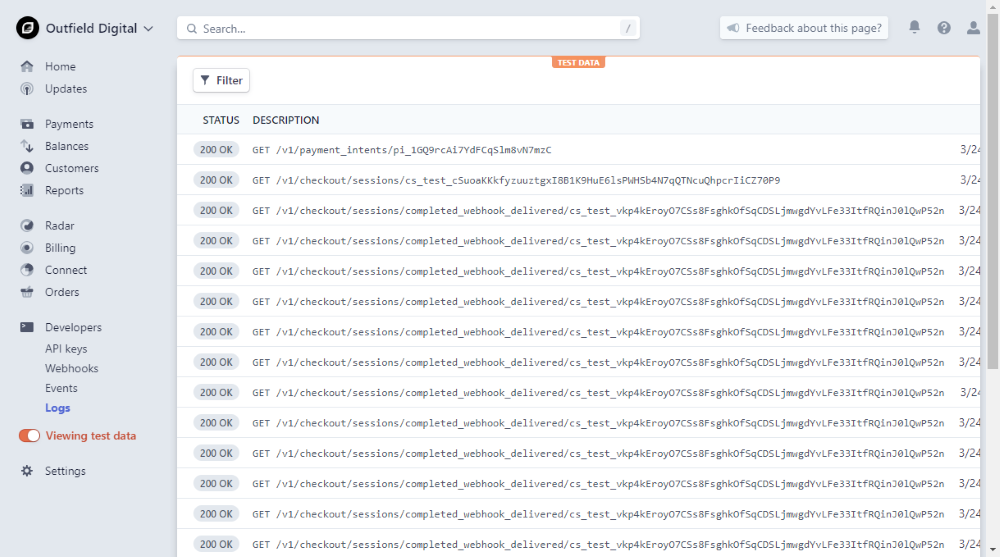 Outfield Digital
Search...
/
Feedback about this page?
Home
Updates
Payments
Balances
Customers
Reports
Radar
Billing
Connect
Orders
Developers
API keys
Webhooks
Events
Logs
Viewing test data
Settings
TEST DATA
Filter
STATUS DESCRIPTION
200 OK GET /v1/payment_intents/pi_1GQ9rcAi7YdFCqSlm8vN7mzC 3/24
200 OK GET /v1/checkout/sessions/cs_test_cSuoaKKkfyzuuztgxI8B1K9HuE6lsPWHSb4N7qQTNcuQhpcrIiCZ70P9 3/24
200 OK GET /v1/checkout/sessions/completed_webhook_delivered/cs_test_vkp4kEroyO7CSs8FsghkOfSqCDSLjmwgdYvLFe33ItfRQinJ0lQwP52n 3/24
200 OK GET /v1/checkout/sessions/completed_webhook_delivered/cs_test_vkp4kEroyO7CSs8FsghkOfSqCDSLjmwgdYvLFe33ItfRQinJ0lQwP52n 3/24
200 OK GET /v1/checkout/sessions/completed_webhook_delivered/cs_test_vkp4kEroyO7CSs8FsghkOfSqCDSLjmwgdYvLFe33ItfRQinJ0lQwP52n 3/24
200 OK GET /v1/checkout/sessions/completed_webhook_delivered/cs_test_vkp4kEroyO7CSs8FsghkOfSqCDSLjmwgdYvLFe33ItfRQinJ0lQwP52n 3/24
200 OK GET /v1/checkout/sessions/completed_webhook_delivered/cs_test_vkp4kEroyO7CSs8FsghkOfSqCDSLjmwgdYvLFe33ItfRQinJ0lQwP52n 3/24
200 OK GET /v1/checkout/sessions/completed_webhook_delivered/cs_test_vkp4kEroyO7CSs8FsghkOfSqCDSLjmwgdYvLFe33ItfRQinJ0lQwP52n 3/24
200 OK GET /v1/checkout/sessions/completed_webhook_delivered/cs_test_vkp4kEroyO7CSs8FsghkOfSqCDSLjmwgdYvLFe33ItfRQinJ0lQwP52n 3/24
200 OK GET /v1/checkout/sessions/completed_webhook_delivered/cs_test_vkp4kEroyO7CSs8FsghkOfSqCDSLjmwgdYvLFe33ItfRQinJ0lQwP52n 3/24
200 OK GET /v1/checkout/sessions/completed_webhook_delivered/cs_test_vkp4kEroyO7CSs8FsghkOfSqCDSLjmwgdYvLFe33ItfRQinJ0lQwP52n 3/24
200 OK GET /v1/checkout/sessions/completed_webhook_delivered/cs_test_vkp4kEroyO7CSs8FsghkOfSqCDSLjmwgdYvLFe33ItfRQinJ0lQwP52n 3/24
200 OK GET /v1/checkout/sessions/completed_webhook_delivered/cs_test_vkp4kEroyO7CSs8FsghkOfSqCDSLjmwgdYvLFe33ItfRQinJ0lQwP52n 3/24
200 OK GET /v1/checkout/sessions/completed_webhook_delivered/cs_test_vkp4kEroyO7CSs8FsghkOfSqCDSLjmwgdYvLFe33ItfRQinJ0lQwP52n 3/24